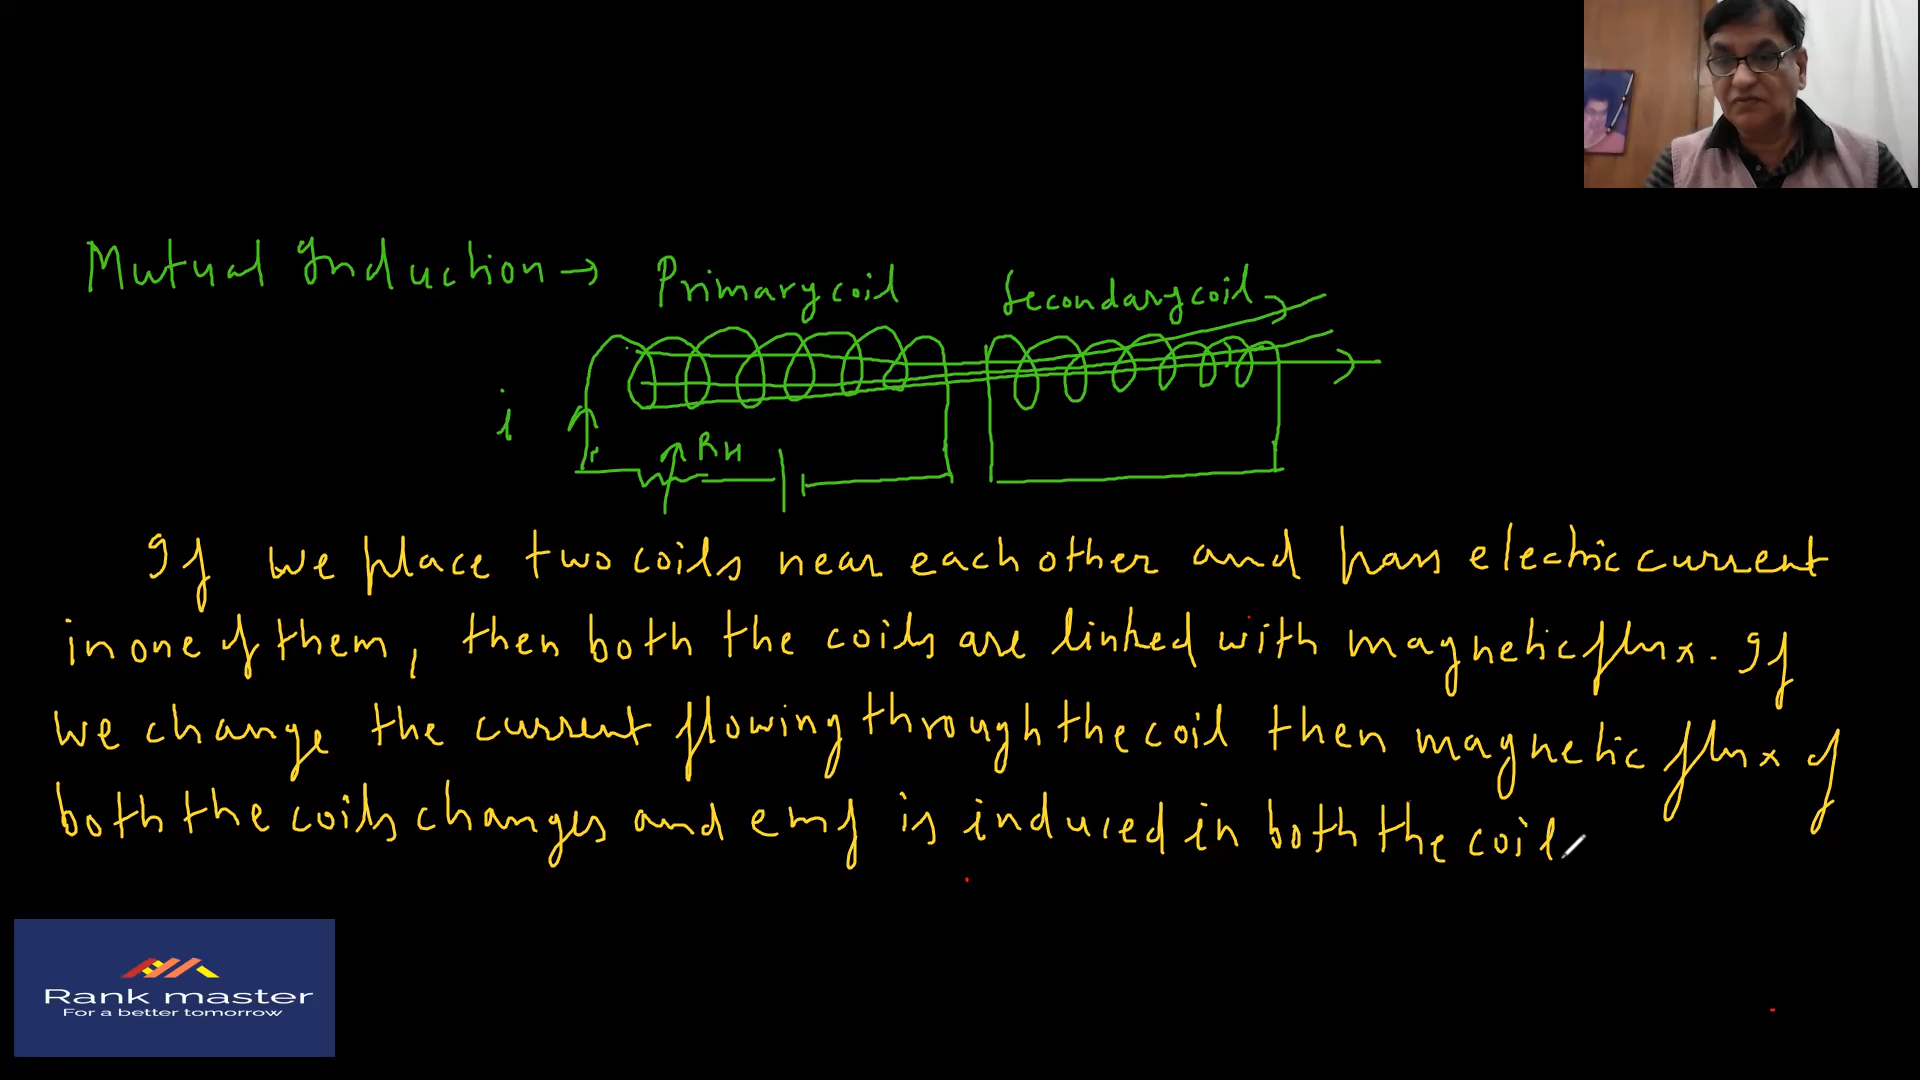 Mutual Induction →
Primary coil
Secondary coil
i
RH
If we place two coils near each other and pass electric current
in one of them, then both the coils are linked with magnetic flux. If
we change the current flowing through the coil then magnetic flux of
both the coils changes and emf is induced in both the coil
Rank master
For a better tomorrow